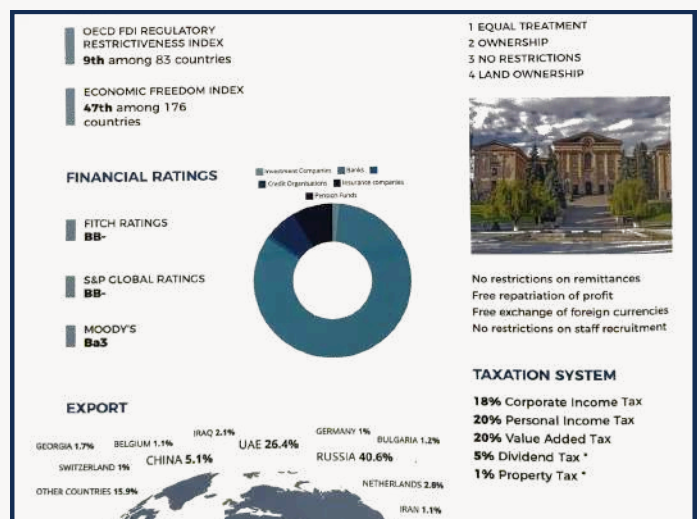 OECD FDI REGULATORY
RESTRICTIVENESS INDEX
9th among 83 countries
ECONOMIC FREEDOM INDEX
47th among 176
countries
FINANCIAL RATINGS
FITCH RATINGS
BB-
S&P GLOBAL RATINGS
BB-
MOODY'S
Ba3
Investment Companies Banks
Credit Organisations Insurance companies
Pension Funds
1 EQUAL TREATMENT
2 OWNERSHIP
3 NO RESTRICTIONS
4 LAND OWNERSHIP
No restrictions on remittances
Free repatriation of profit
Free exchange of foreign currencies
No restrictions on staff recruitment
TAXATION SYSTEM
18% Corporate Income Tax
20% Personal Income Tax
20% Value Added Tax
5% Dividend Tax *
1% Property Tax *
EXPORT
IRAQ 2.1%
GERMANY 1%
GEORGIA 1.7%
BELGIUM 1.1%
UAE 26.4%
BULGARIA 1.2%
SWITZERLAND 1%
CHINA 5.1%
RUSSIA 40.6%
OTHER COUNTRIES 15.9%
NETHERLANDS 2.8%
IRAN 1.1%